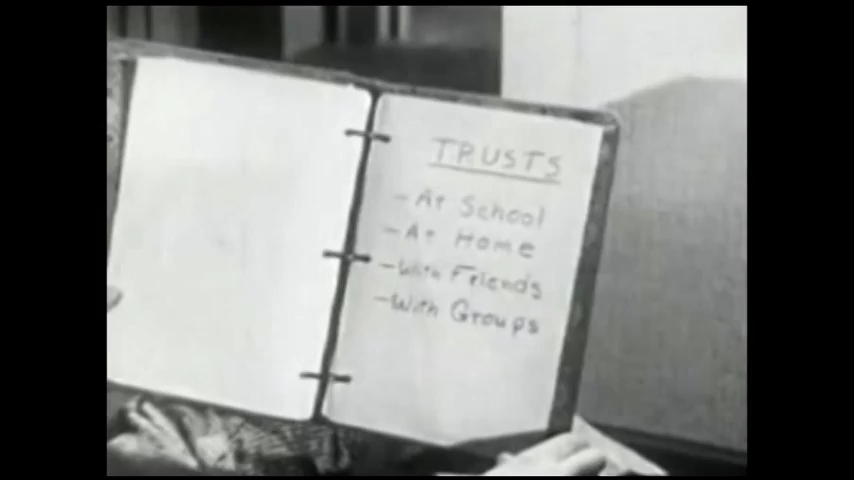 TRUSTS
- At School
- At Home
- With Friends
- With Groups